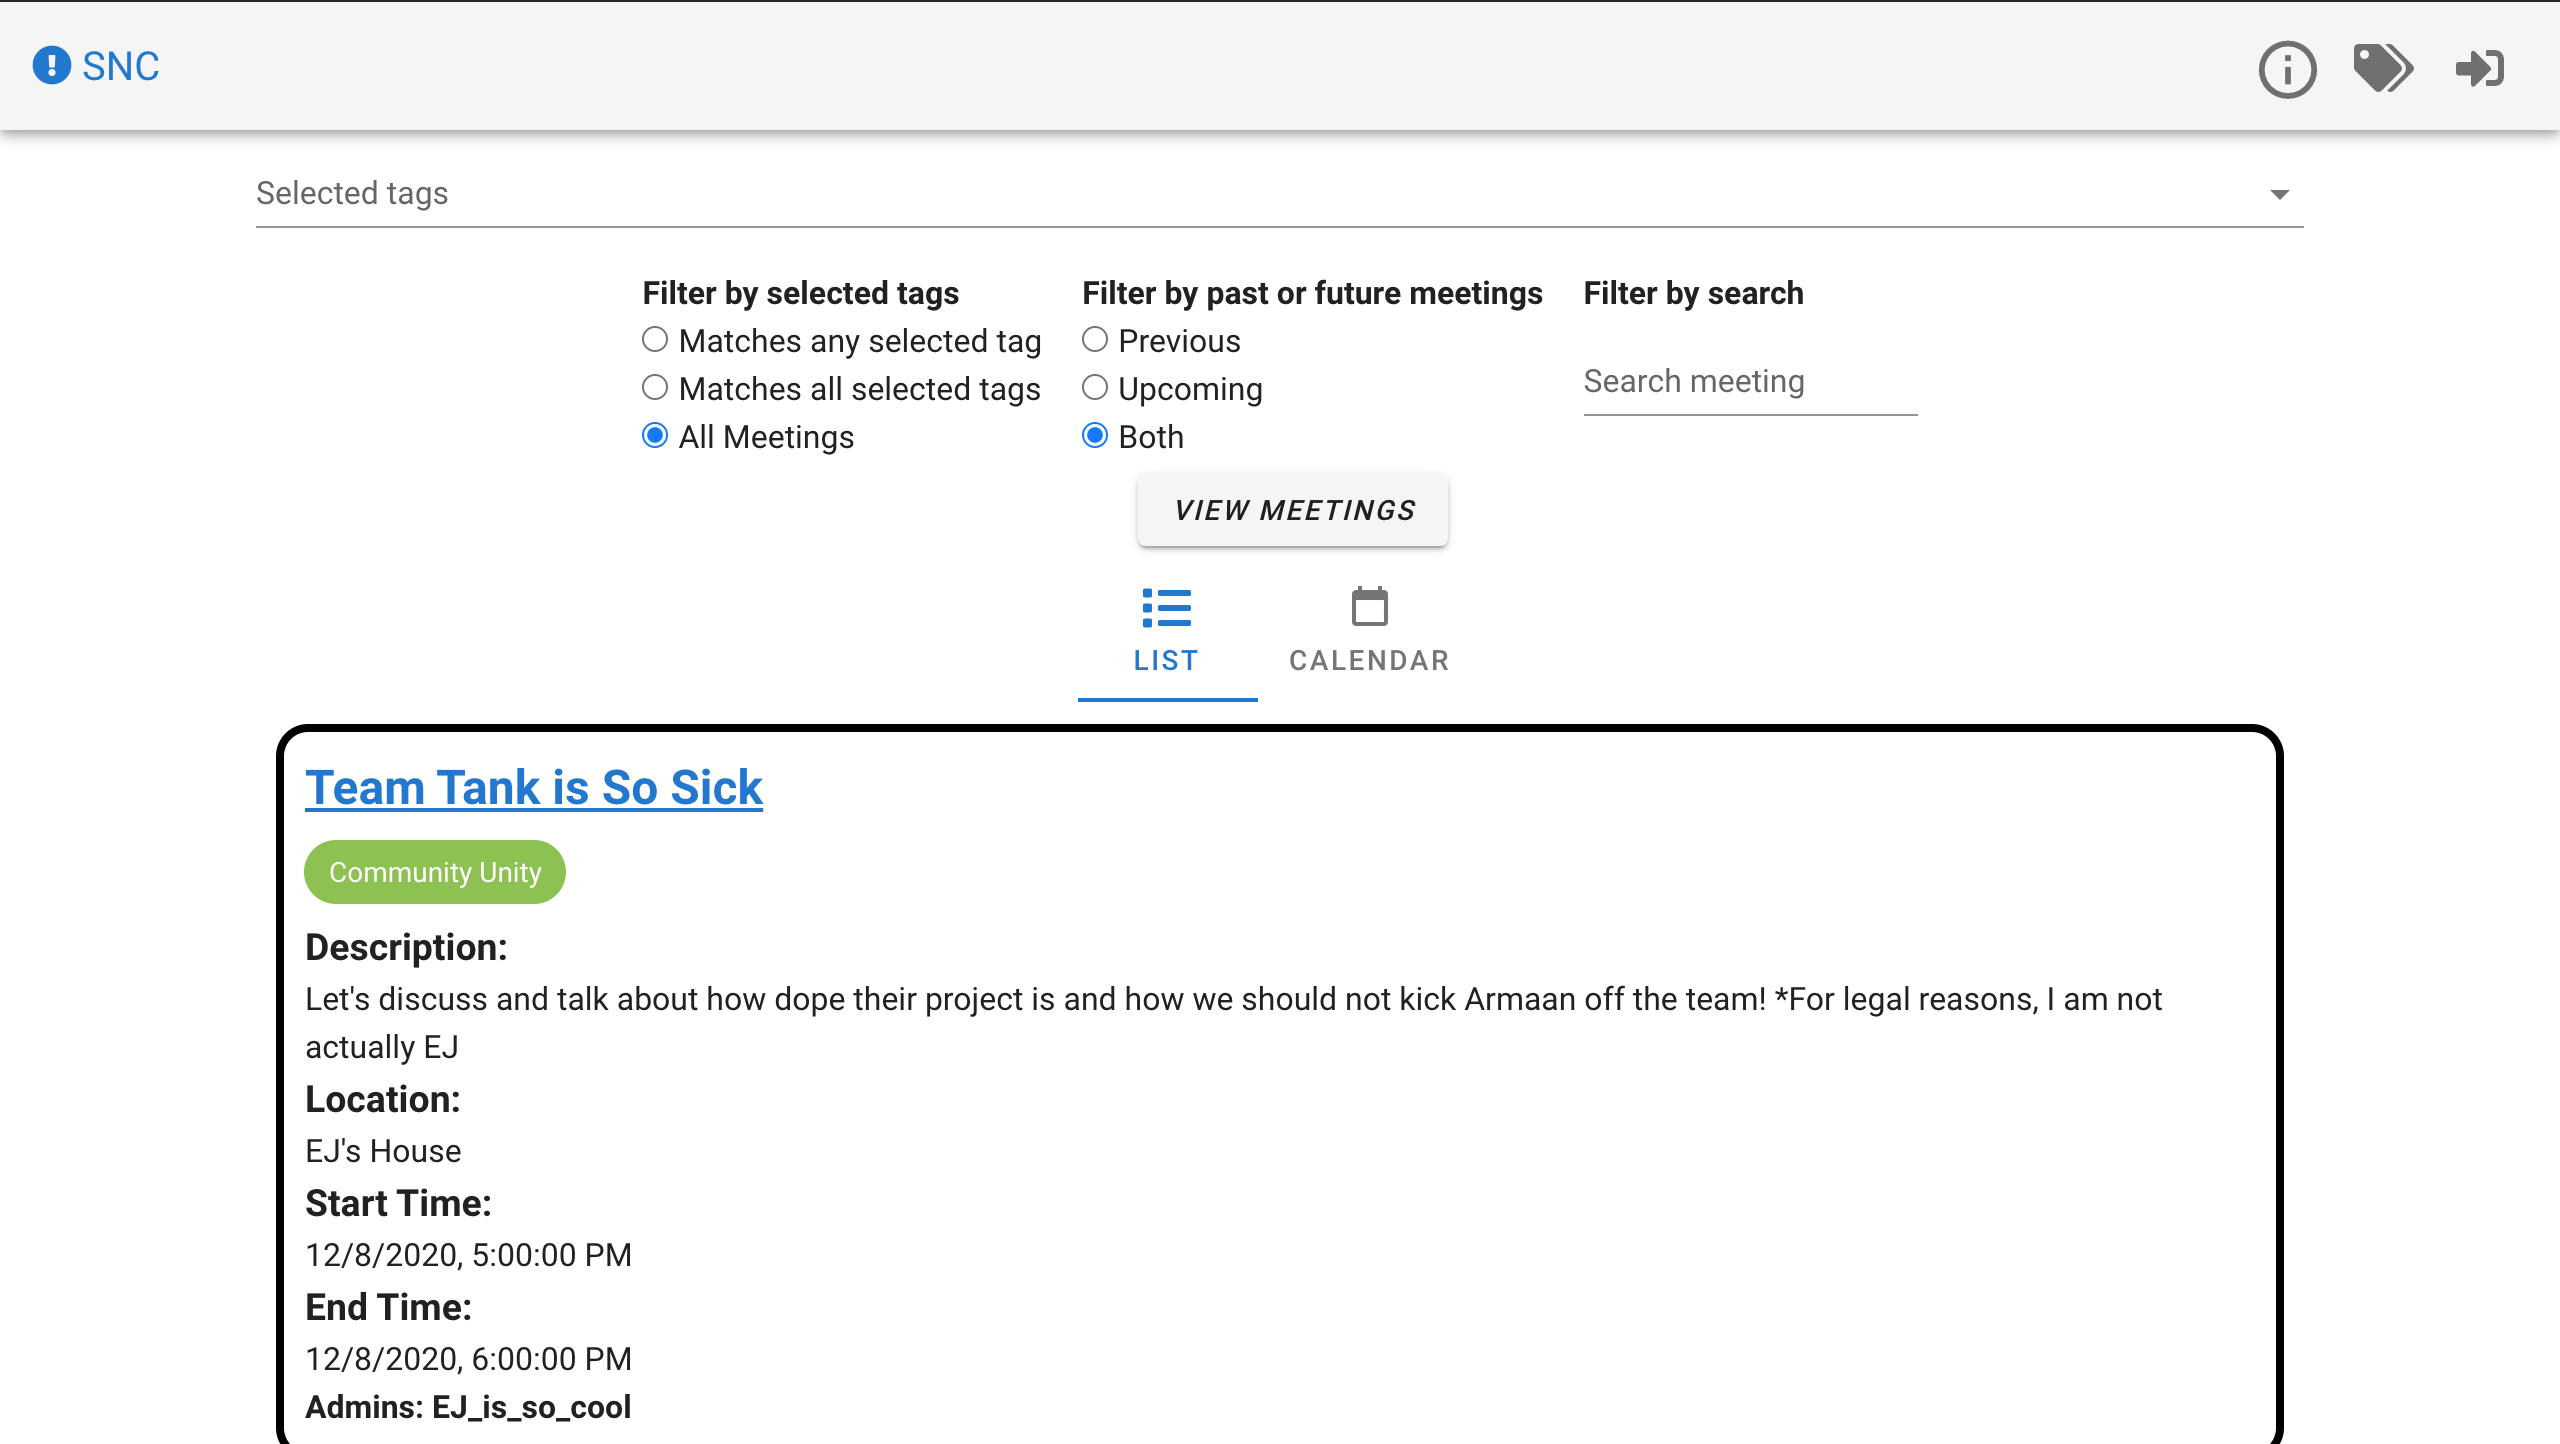 SNC
Selected tags
Filter by selected tags
Matches any selected tag
Matches all selected tags
All Meetings
Filter by past or future meetings
Previous
Upcoming
Both
Filter by search
Search meeting
VIEW MEETINGS
LIST
CALENDAR
Team Tank is So Sick
Community Unity
Description:
Let's discuss and talk about how dope their project is and how we should not kick Armaan off the team! *For legal reasons, I am not
actually EJ
Location:
EJ's House
Start Time:
12/8/2020, 5:00:00 PM
End Time:
12/8/2020, 6:00:00 PM
Admins: EJ_is_so_cool